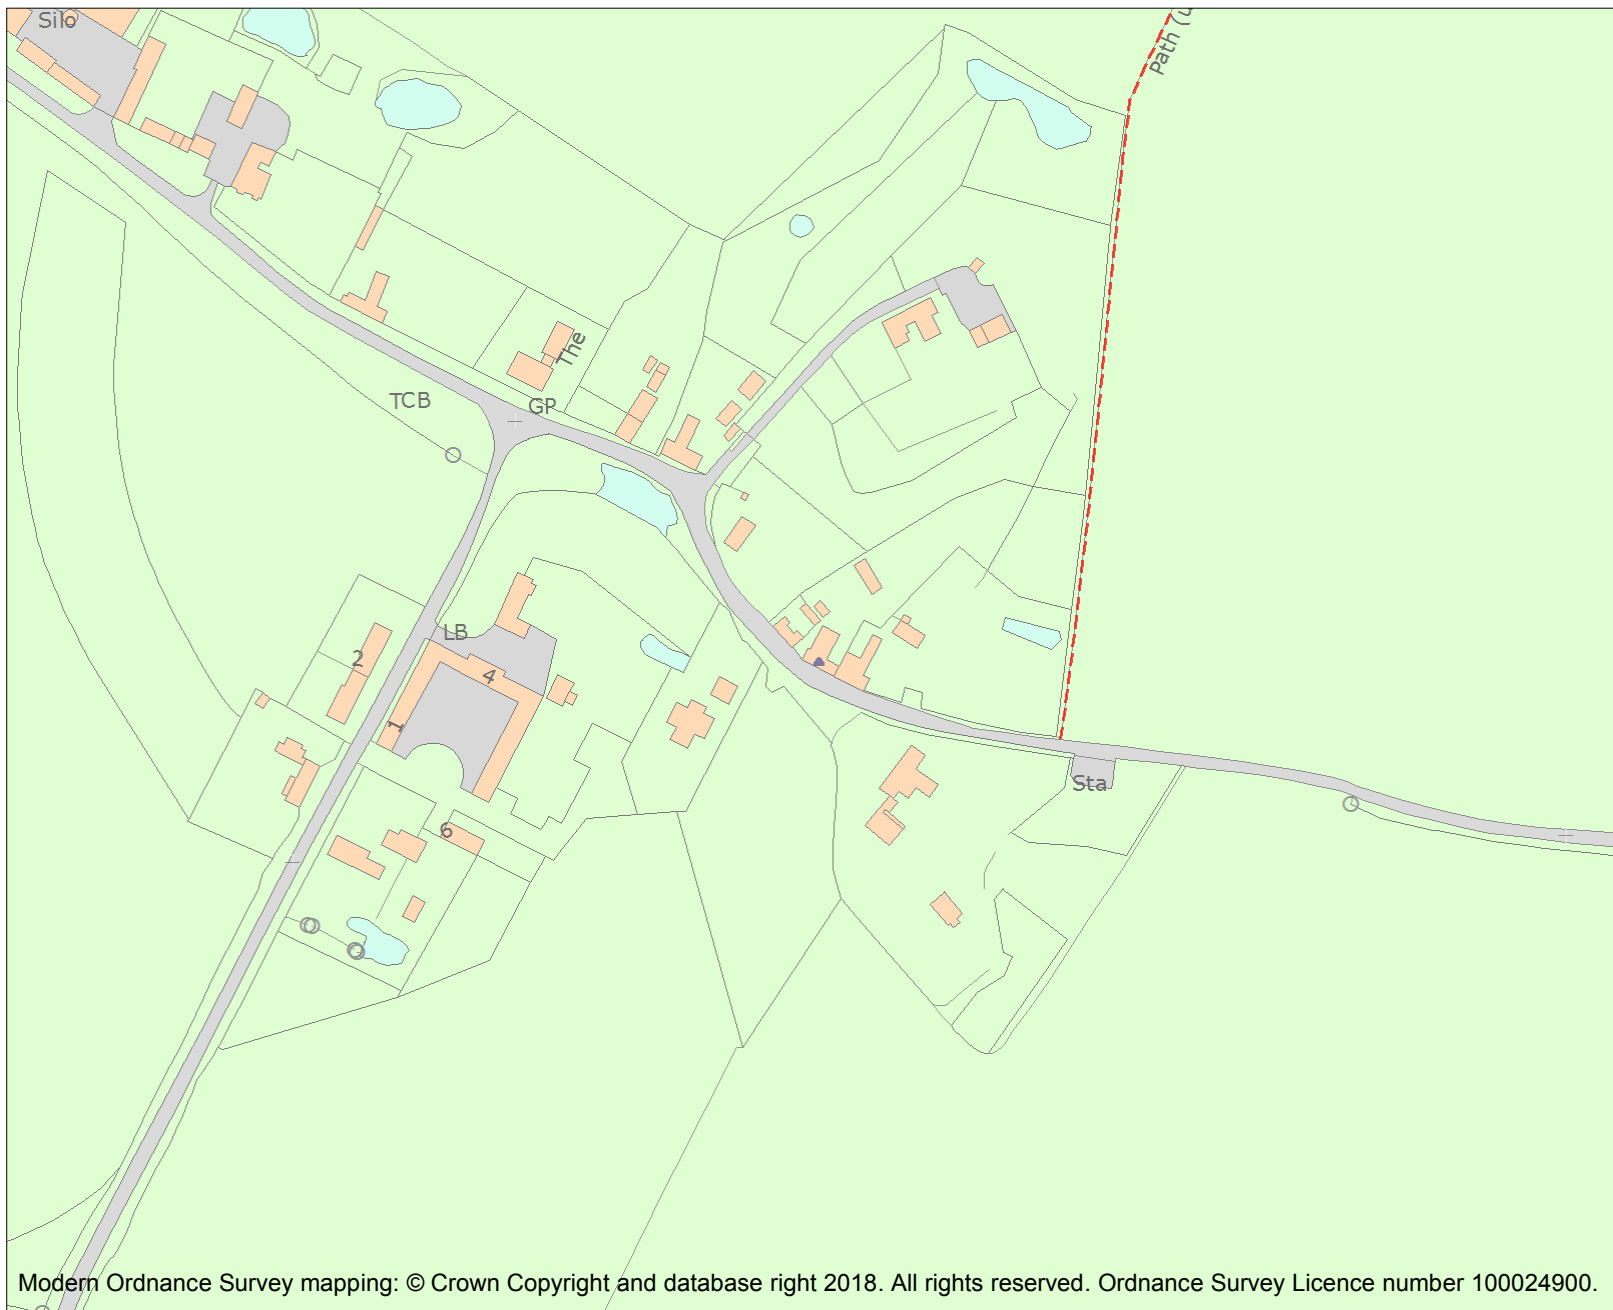 Silo
Path (u
The
TCB
GP
LB
2
4
1
6
Sta
Modern Ordnance Survey mapping: © Crown Copyright and database right 2018. All rights reserved. Ordnance Survey Licence number 100024900.